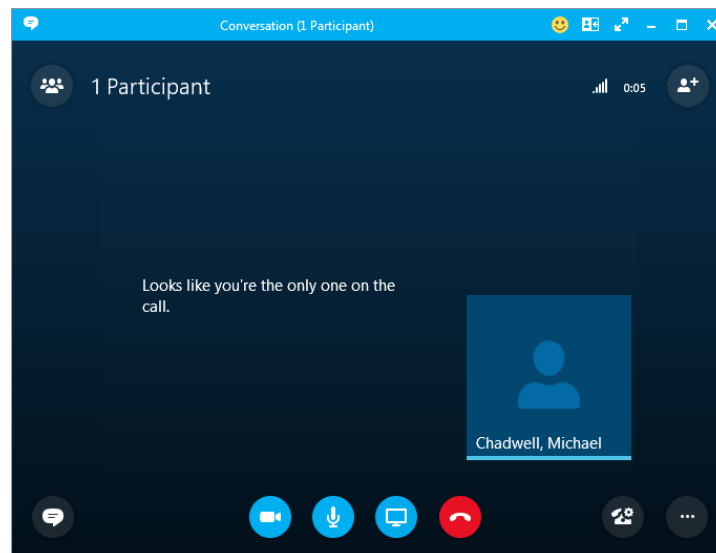 Conversation (1 Participant)
1 Participant
0:05
Looks like you're the only one on the
call.
Chadwell, Michael